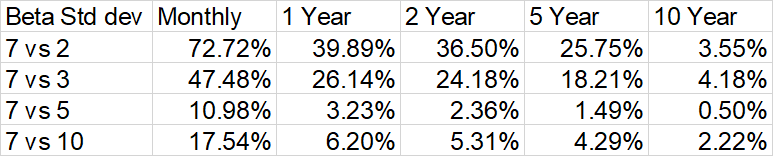 Beta Std dev Monthly 1 Year 2 Year 5 Year 10 Year
7 vs 2 72.72% 39.89% 36.50% 25.75% 3.55%
7 vs 3 47.48% 26.14% 24.18% 18.21% 4.18%
7 vs 5 10.98% 3.23% 2.36% 1.49% 0.50%
7 vs 10 17.54% 6.20% 5.31% 4.29% 2.22%